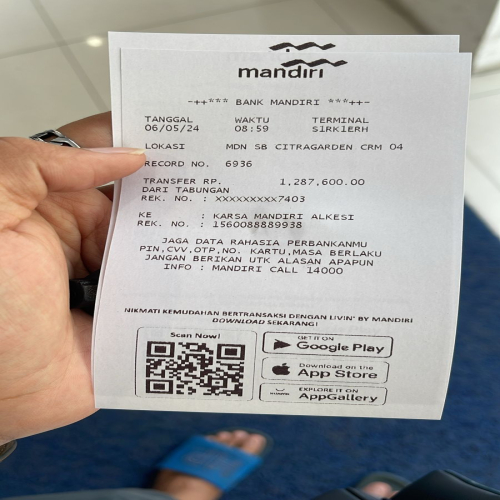 mandiri
-++*** BANK MANDIRI ***++-
TANGGAL WAKTU TERMINAL
06/05/24 08:59 S1RK1ERH
LOKASI MDN SB CITRAGARDEN CRM 04
RECORD NO. 6936
TRANSFER RP. 1,287,600.00
DARI TABUNGAN
REK. NO. : XXXXXXXXX7403
KE : KARSA MANDIRI ALKESI
REK. NO. : 1560088889938
JAGA DATA RAHASIA PERBANKANMU
PIN,CVV,OTP,NO. KARTU,MASA BERLAKU
JANGAN BERIKAN UTK ALASAN APAPUN
INFO : MANDIRI CALL 14000
NIKMATI KEMUDAHAN BERTRANSAKSI DENGAN LIVIN' BY MANDIRI
DOWNLOAD SEKARANG!
Scan Now!
GET IT ON
Google Play
Download on the
App Store
EXPLORE IT ON
AppGallery